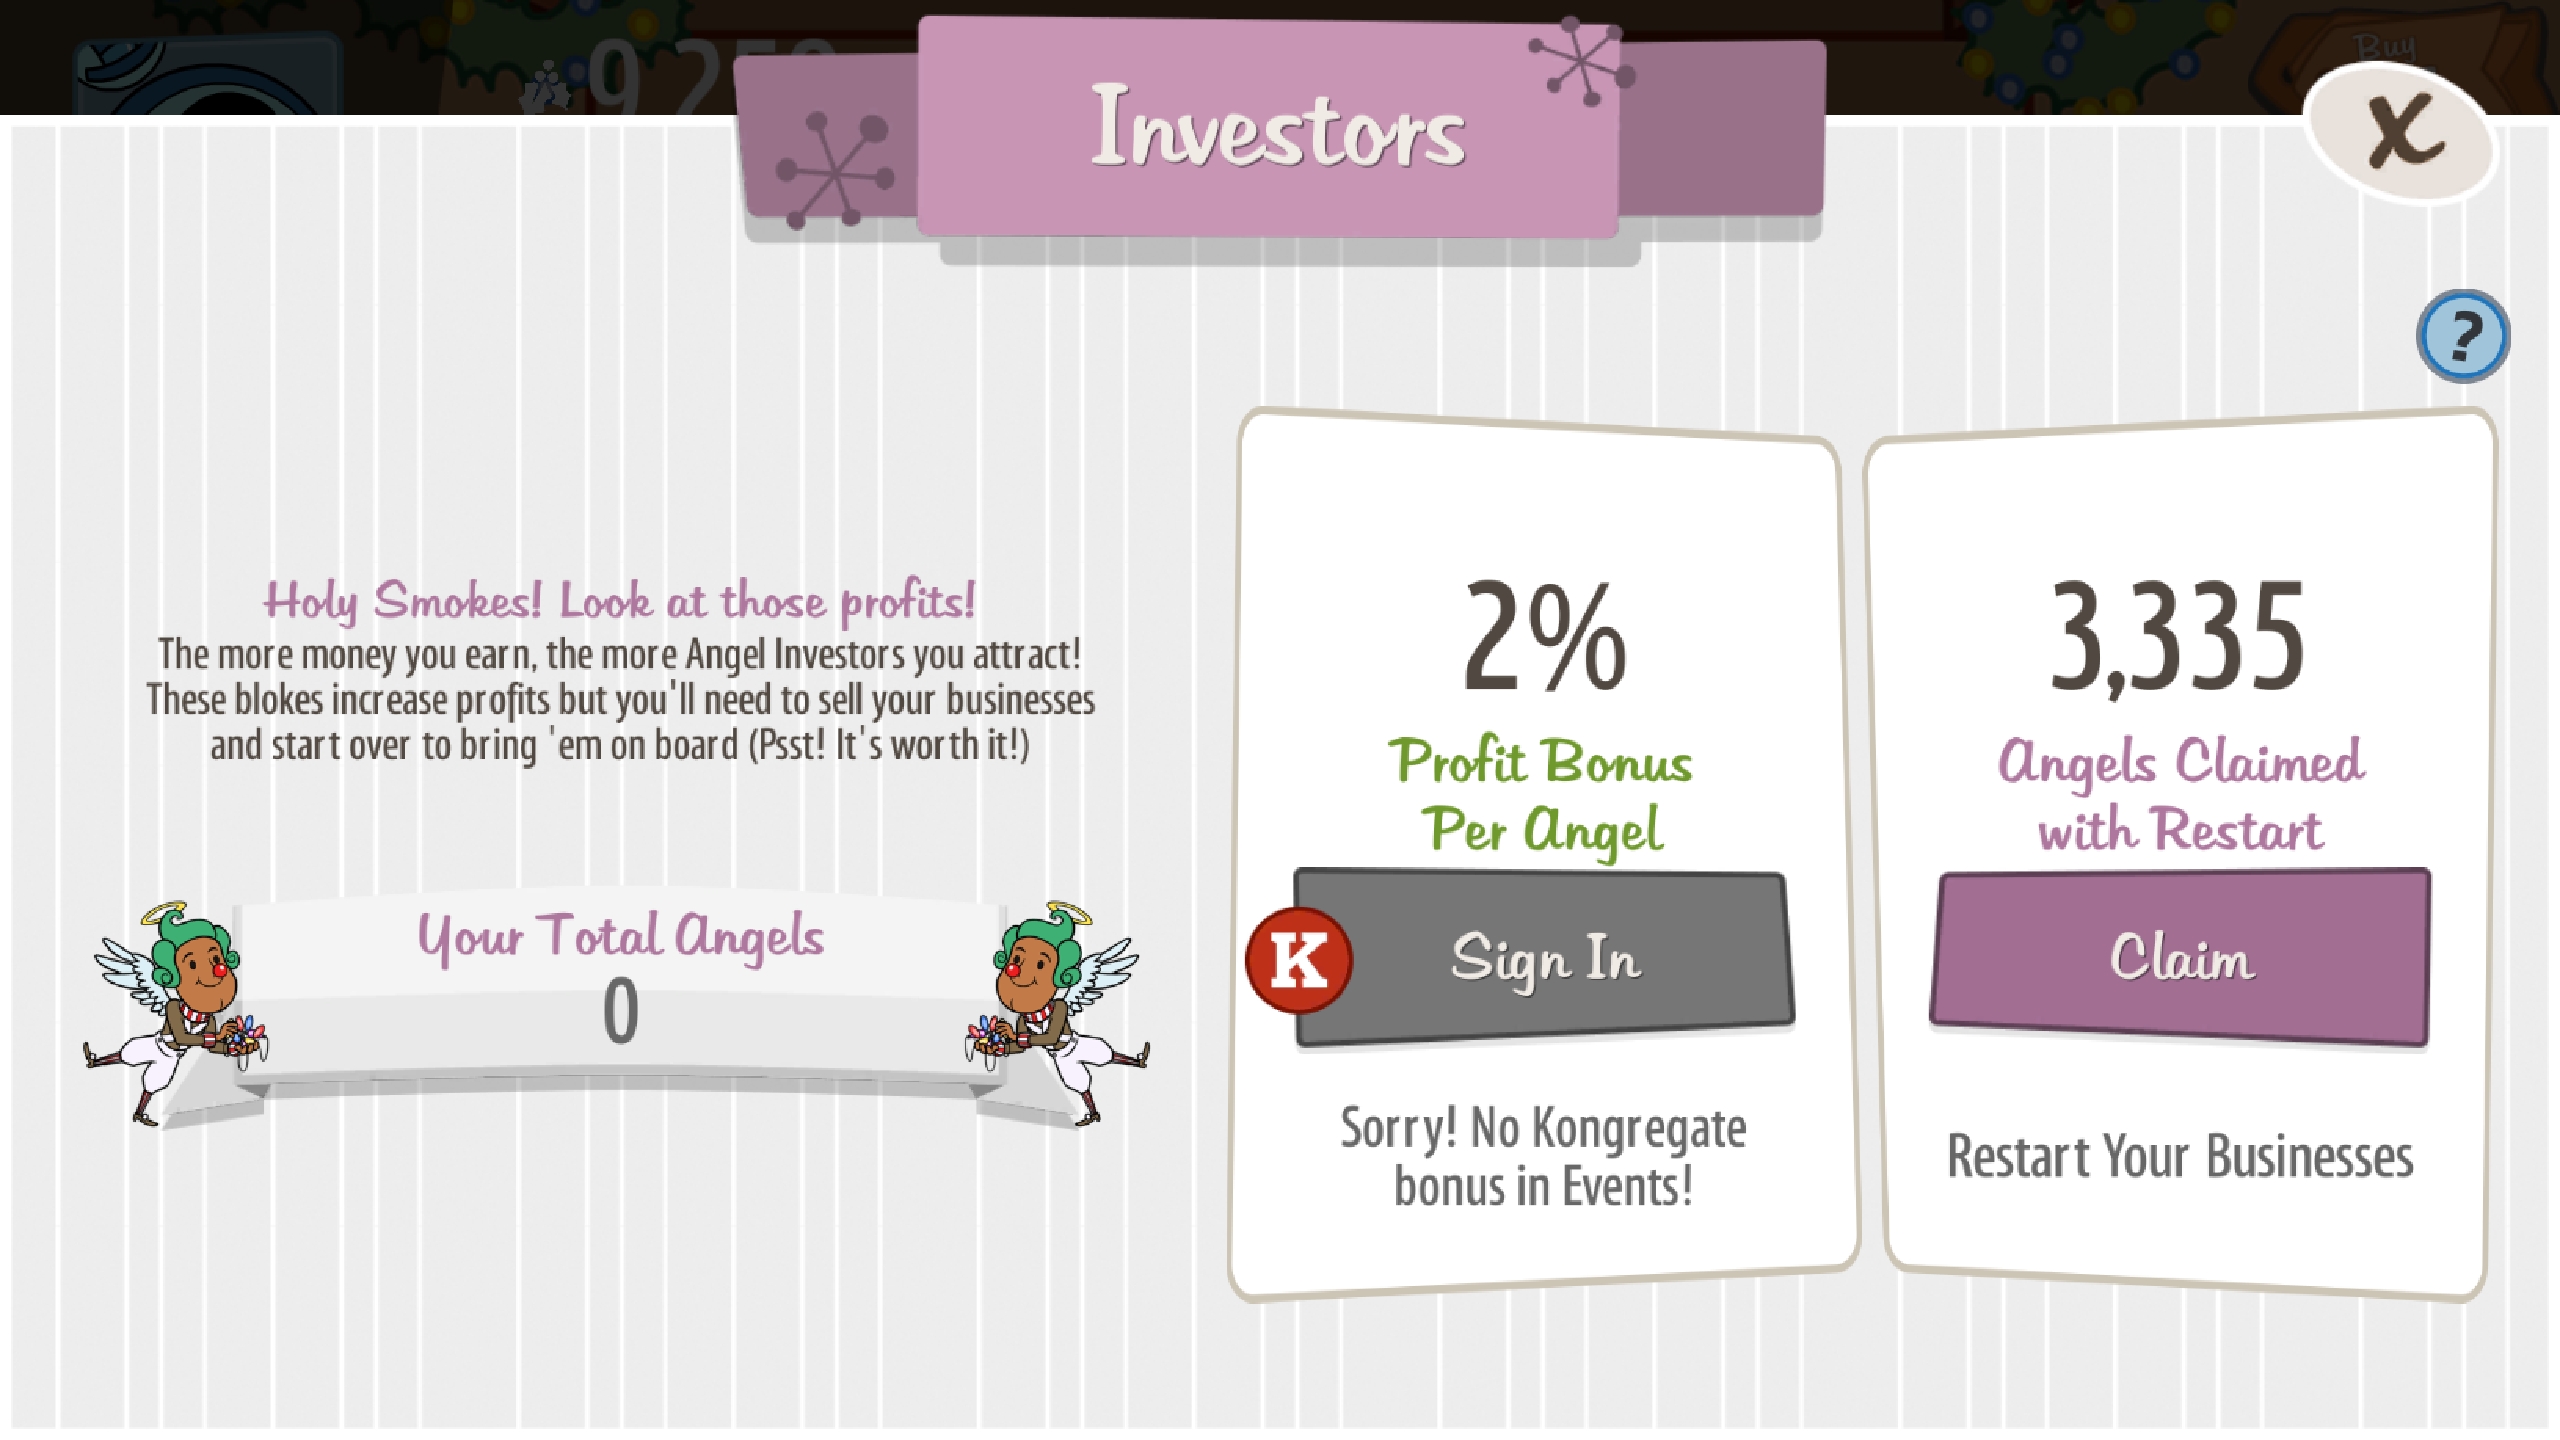 Buy
Investors
X
?
Holy Smokes! Look at those profits!
The more money you earn, the more Angel Investors you attract!
These blokes increase profits but you'll need to sell your businesses
and start over to bring 'em on board (Psst! It's worth it!)
Your Total Angels
0
2%
Profit Bonus
Per Angel
K
Sign In
Sorry! No Kongregate
bonus in Events!
3,335
Angels Claimed
with Restart
Claim
Restart Your Businesses